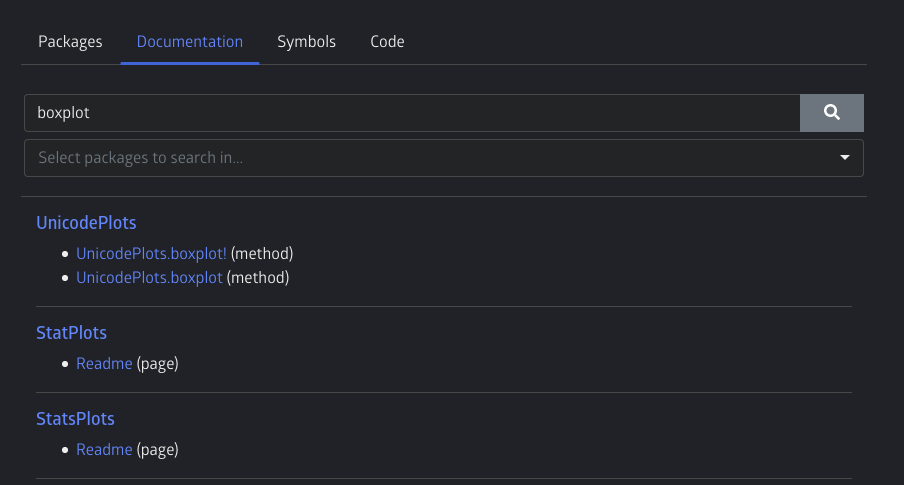 Packages Documentation Symbols Code
boxplot
Select packages to search in...
UnicodePlots
UnicodePlots.boxplot! (method)
UnicodePlots.boxplot (method)
StatPlots
Readme (page)
StatsPlots
Readme (page)